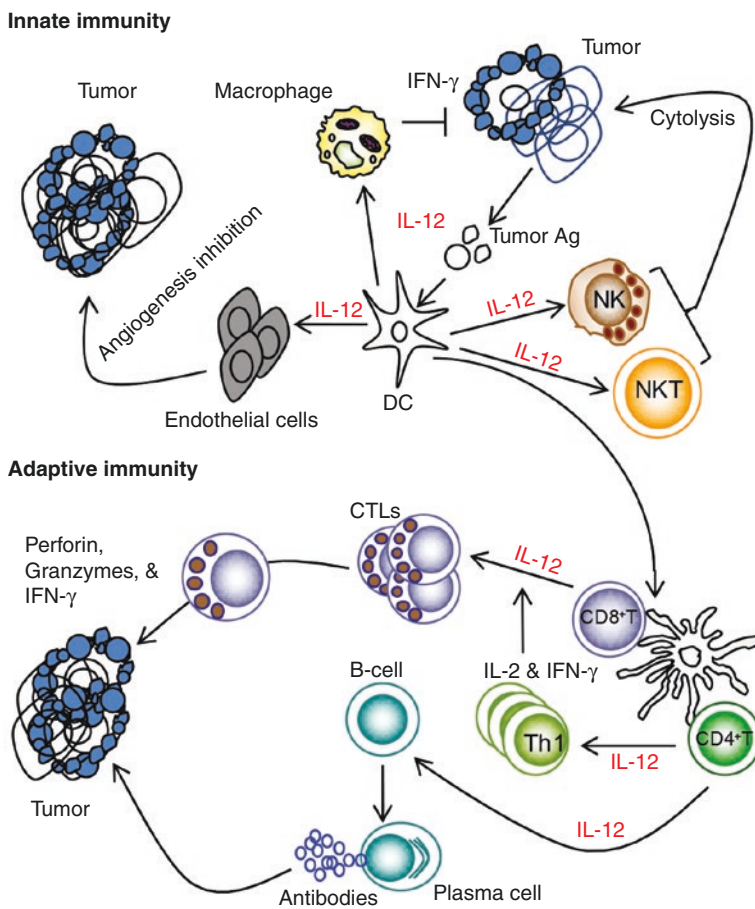 Innate immunity
Tumor
Macrophage
IFN-γ
Tumor
Cytolysis
IL-12
Tumor Ag
Angiogenesis inhibition
IL-12
IL-12
NK
IL-12
NKT
DC
Endothelial cells
Adaptive immunity
CTLs
Perforin,
Granzymes, &
IFN-γ
IL-12
CD8+T
B-cell
IL-2 & IFN-γ
Th1
CD4+T
IL-12
Tumor
IL-12
Antibodies
Plasma cell